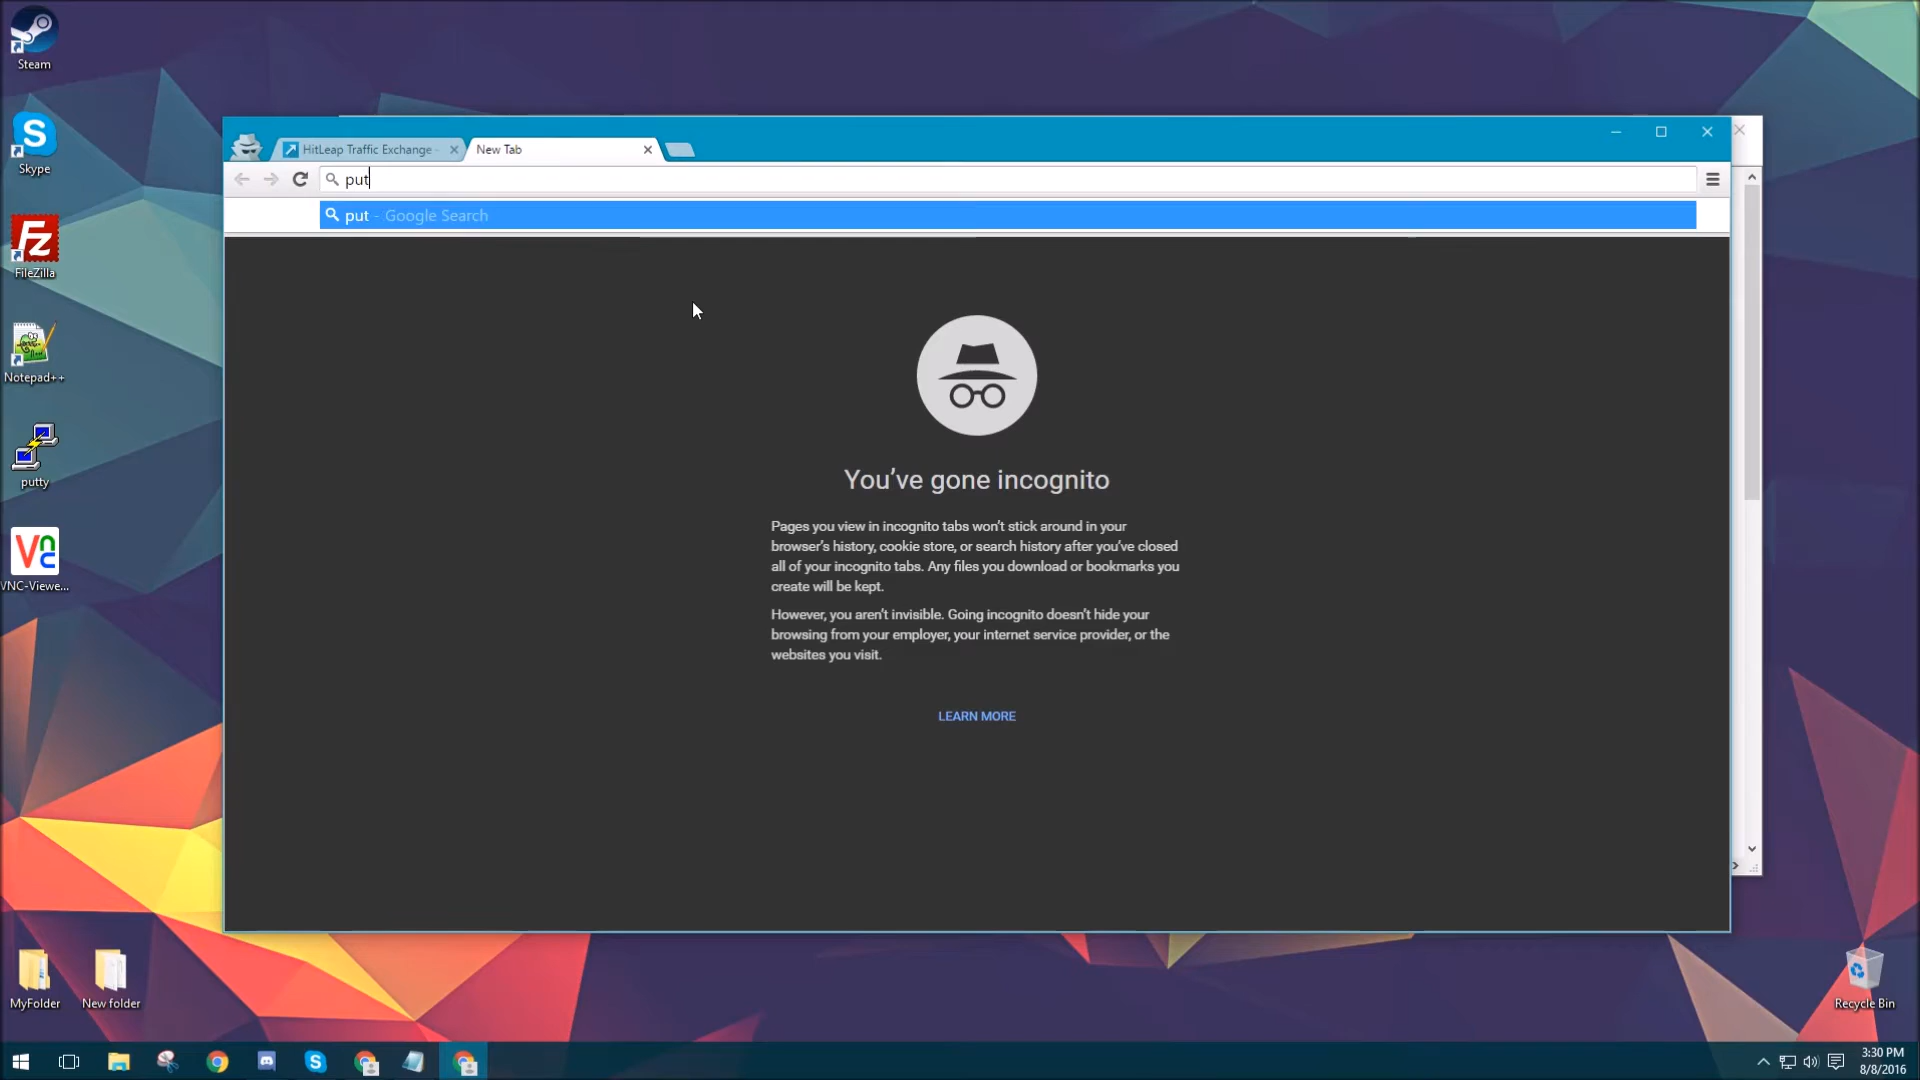 Steam
Skype
FileZilla
Notepad++
putty
VNC-Viewe...
MyFolder
New folder
HitLeap Traffic Exchange -
New Tab
put
put - Google Search
You've gone incognito
Pages you view in incognito tabs won't stick around in your
browser's history, cookie store, or search history after you've closed
all of your incognito tabs. Any files you download or bookmarks you
create will be kept.
However, you aren't invisible. Going incognito doesn't hide your
browsing from your employer, your internet service provider, or the
websites you visit.
LEARN MORE
Recycle Bin
3:30 PM
8/8/2016